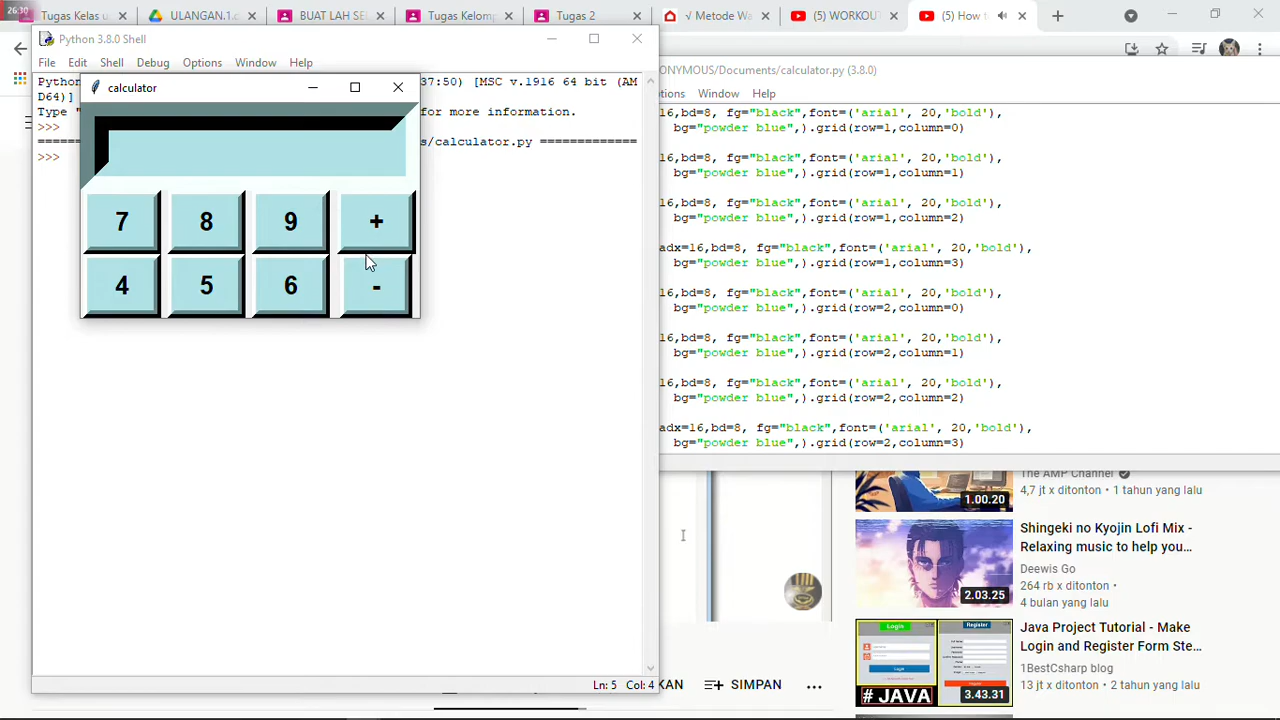 26:30
Tugas Kelas u
ULANGAN.1.c
BUAT LAH SE
Tugas Kelomp
Tugas 2
√ Metode Wa
(5) WORKOU
(5) How t
Python 3.8.0 Shell
File Edit Shell Debug Options Window Help
Python 37:50) [MSC v.1916 64 bit (AM
D64)]
Type " for more information.
>>>
===== s/calculator.py =============
>>>
calculator
7 8 9 +
4 5 6 -
Ln: 5 Col: 4
ONYMOUS/Documents/calculator.py (3.8.0)
tions Window Help
16,bd=8, fg="black",font=('arial', 20,'bold'),
bg="powder blue",).grid(row=1,column=0)
16,bd=8, fg="black",font=('arial', 20,'bold'),
bg="powder blue",).grid(row=1,column=1)
16,bd=8, fg="black",font=('arial', 20,'bold'),
bg="powder blue",).grid(row=1,column=2)
adx=16,bd=8, fg="black",font=('arial', 20,'bold'),
bg="powder blue",).grid(row=1,column=3)
16,bd=8, fg="black",font=('arial', 20,'bold'),
bg="powder blue",).grid(row=2,column=0)
16,bd=8, fg="black",font=('arial', 20,'bold'),
bg="powder blue",).grid(row=2,column=1)
16,bd=8, fg="black",font=('arial', 20,'bold'),
bg="powder blue",).grid(row=2,column=2)
adx=16,bd=8, fg="black",font=('arial', 20,'bold'),
bg="powder blue",).grid(row=2,column=3)
The AMP Channel
4,7 jt x ditonton • 1 tahun yang lalu
1.00.20
Shingeki no Kyojin Lofi Mix -
Relaxing music to help you...
Deewis Go
264 rb x ditonton •
4 bulan yang lalu
2.03.25
Java Project Tutorial - Make
Login and Register Form Ste...
1BestCsharp blog
13 jt x ditonton • 2 tahun yang lalu
Login
Register
# JAVA
3.43.31
KAN
SIMPAN